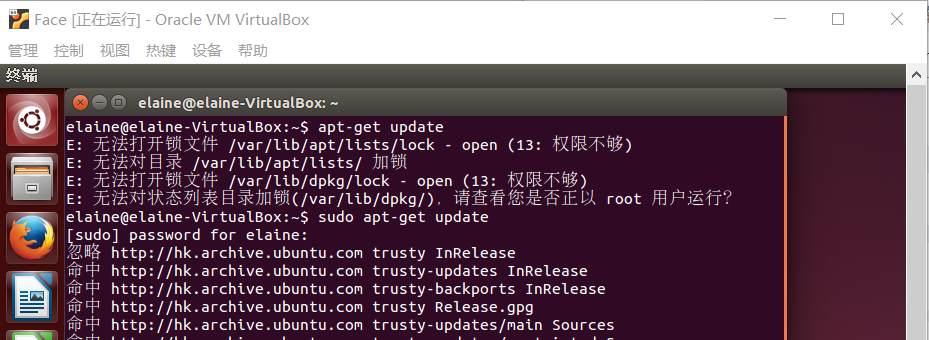 Face [正在运行] - Oracle VM VirtualBox
管理 控制 视图 热键 设备 帮助
终端
elaine@elaine-VirtualBox: ~
elaine@elaine-VirtualBox:~$ apt-get update
E: 无法打开锁文件 /var/lib/apt/lists/lock - open (13: 权限不够)
E: 无法对目录 /var/lib/apt/lists/ 加锁
E: 无法打开锁文件 /var/lib/dpkg/lock - open (13: 权限不够)
E: 无法对状态列表目录加锁(/var/lib/dpkg/)，请查看您是否正以 root 用户运行？
elaine@elaine-VirtualBox:~$ sudo apt-get update
[sudo] password for elaine:
忽略 http://hk.archive.ubuntu.com trusty InRelease
命中 http://hk.archive.ubuntu.com trusty-updates InRelease
命中 http://hk.archive.ubuntu.com trusty-backports InRelease
命中 http://hk.archive.ubuntu.com trusty Release.gpg
命中 http://hk.archive.ubuntu.com trusty-updates/main Sources